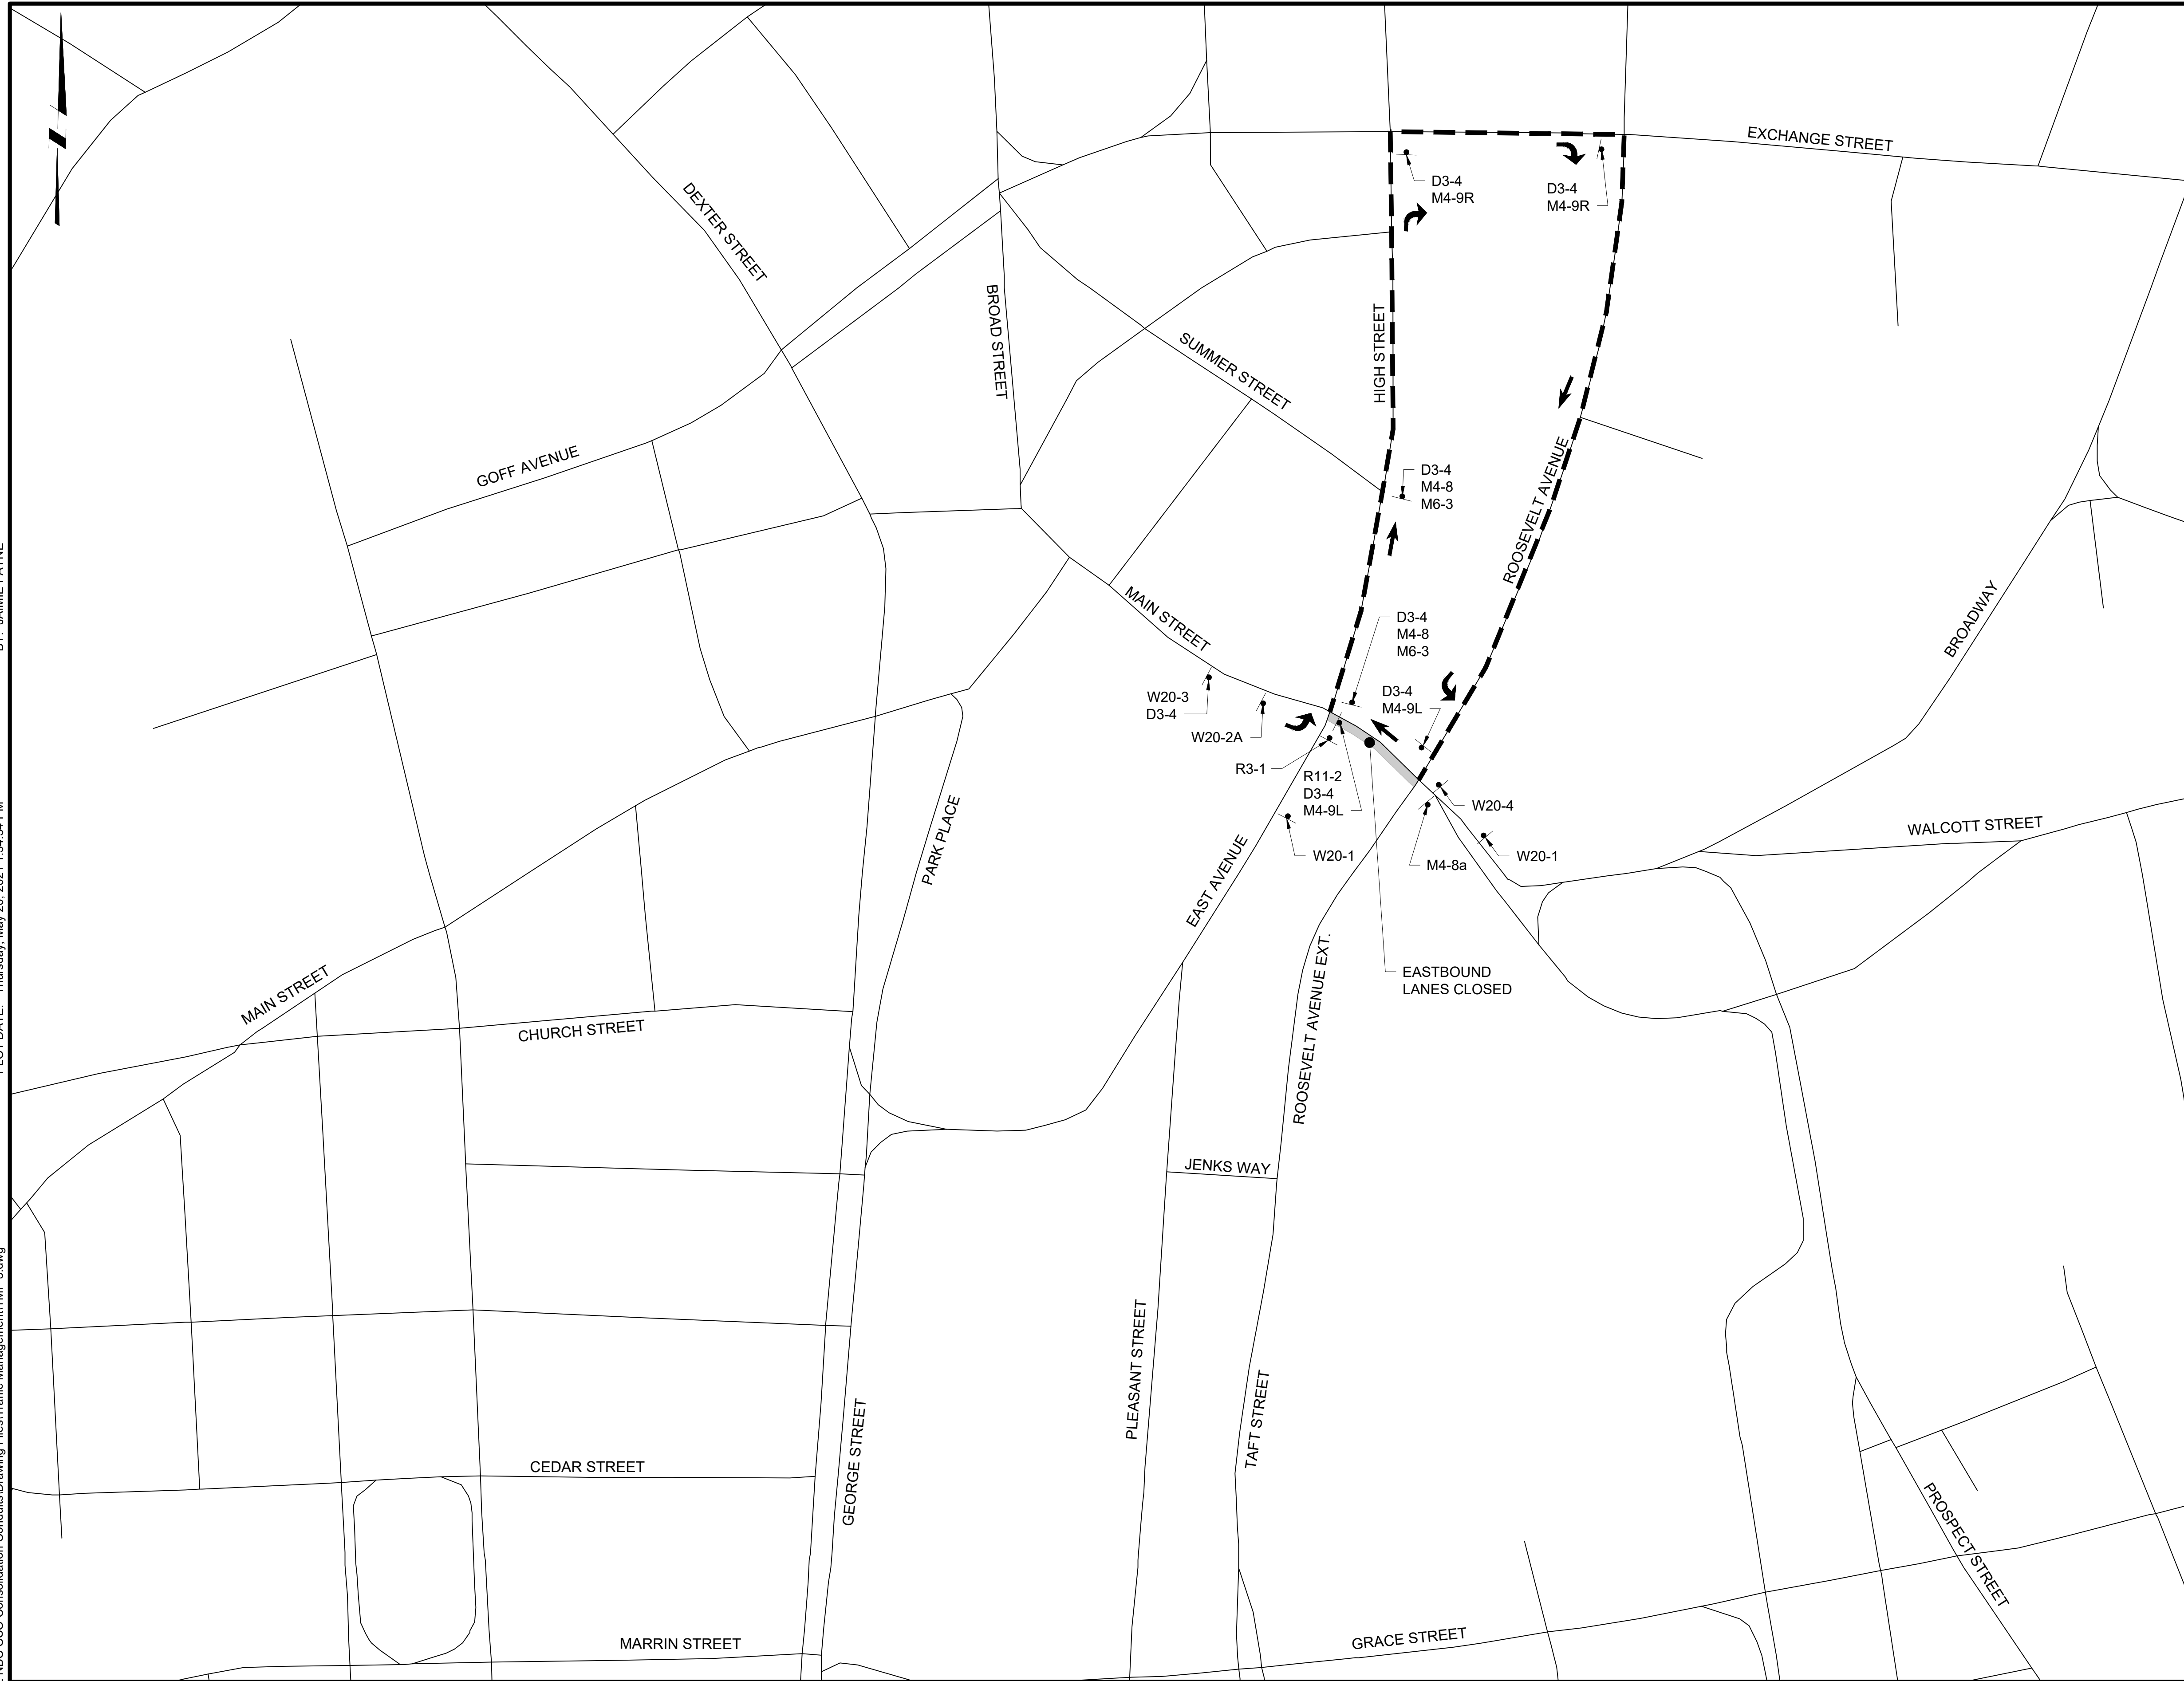 EXCHANGE STREET
D3-4
M4-9R
D3-4
M4-9R
DEXTER STREET
BROAD STREET
HIGH STREET
SUMMER STREET
GOFF AVENUE
D3-4
M4-8
M6-3
ROOSEVELT AVENUE
MAIN STREET
BROADWAY
D3-4
M4-8
M6-3
W20-3
D3-4
D3-4
M4-9L
W20-2A
R3-1
R11-2
D3-4
M4-9L
W20-4
PARK PLACE
W20-1
M4-8a
W20-1
WALCOTT STREET
EAST AVENUE
EASTBOUND
LANES CLOSED
MAIN STREET
CHURCH STREET
ROOSEVELT AVENUE EXT.
JENKS WAY
PLEASANT STREET
TAFT STREET
GEORGE STREET
CEDAR STREET
PROSPECT STREET
MARRIN STREET
GRACE STREET